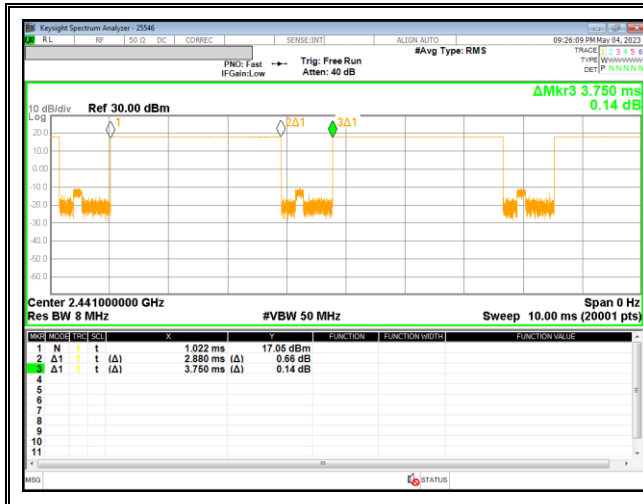 Keysight Spectrum Analyzer - 25546
RL RF 50 Ω DC CORREC SENSE:INT ALIGN AUTO 09:26:09 PM May 04, 2023
#Avg Type: RMS TRACE 1 2 3 4 5 6
PNO: Fast Trig: Free Run TYPE WWWWWW
IFGain:Low Atten: 40 dB DET P NNNNN
ΔMkr3 3.750 ms
0.14 dB
10 dB/div Ref 30.00 dBm
Log
1 2Δ1 3Δ1
20.0
10.0
0.00
-10.0
-20.0
-30.0
-40.0
-50.0
-60.0
Center 2.441000000 GHz Span 0 Hz
Res BW 8 MHz #VBW 50 MHz Sweep 10.00 ms (20001 pts)
MKR MODE TRC SCL X Y FUNCTION FUNCTION WIDTH FUNCTION VALUE
1 N 1 t 1.022 ms 17.05 dBm
2 Δ1 1 t (Δ) 2.880 ms (Δ) 0.66 dB
3 Δ1 1 t (Δ) 3.750 ms (Δ) 0.14 dB
4
5
6
7
8
9
10
11
MSG STATUS